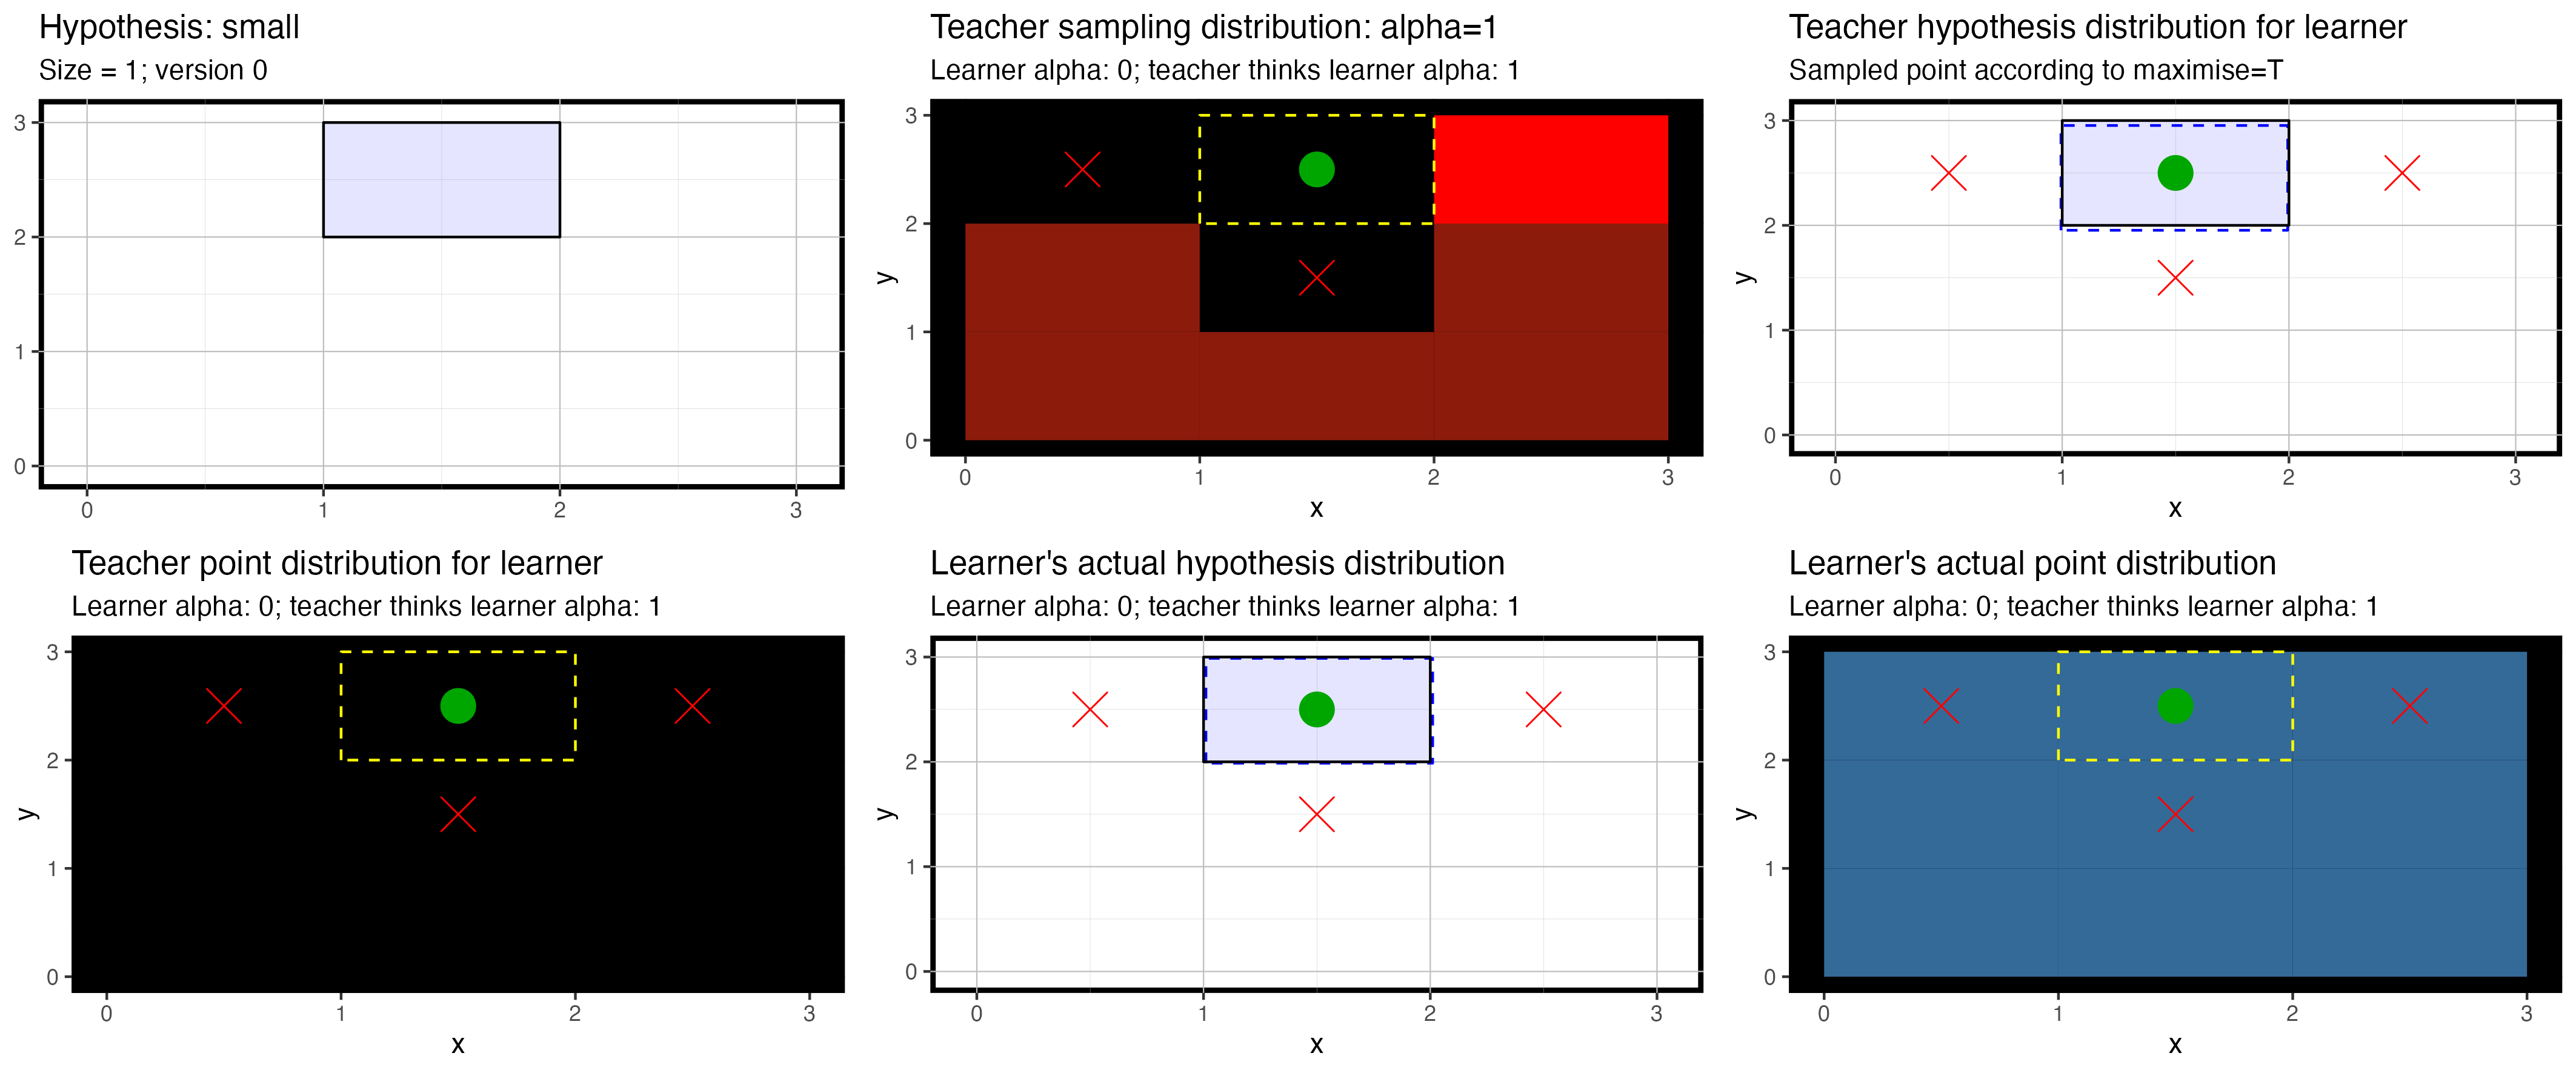 Hypothesis: small
Size = 1; version 0
3
2
1
0
0 1 2 3
Teacher sampling distribution: alpha=1
Learner alpha: 0; teacher thinks learner alpha: 1
y
3
2
1
0
0 1 2 3
x
Teacher hypothesis distribution for learner
Sampled point according to maximise=T
y
3
2
1
0
0 1 2 3
x
Teacher point distribution for learner
Learner alpha: 0; teacher thinks learner alpha: 1
y
3
2
1
0
0 1 2 3
x
Learner's actual hypothesis distribution
Learner alpha: 0; teacher thinks learner alpha: 1
y
3
2
1
0
0 1 2 3
x
Learner's actual point distribution
Learner alpha: 0; teacher thinks learner alpha: 1
y
3
2
1
0
0 1 2 3
x